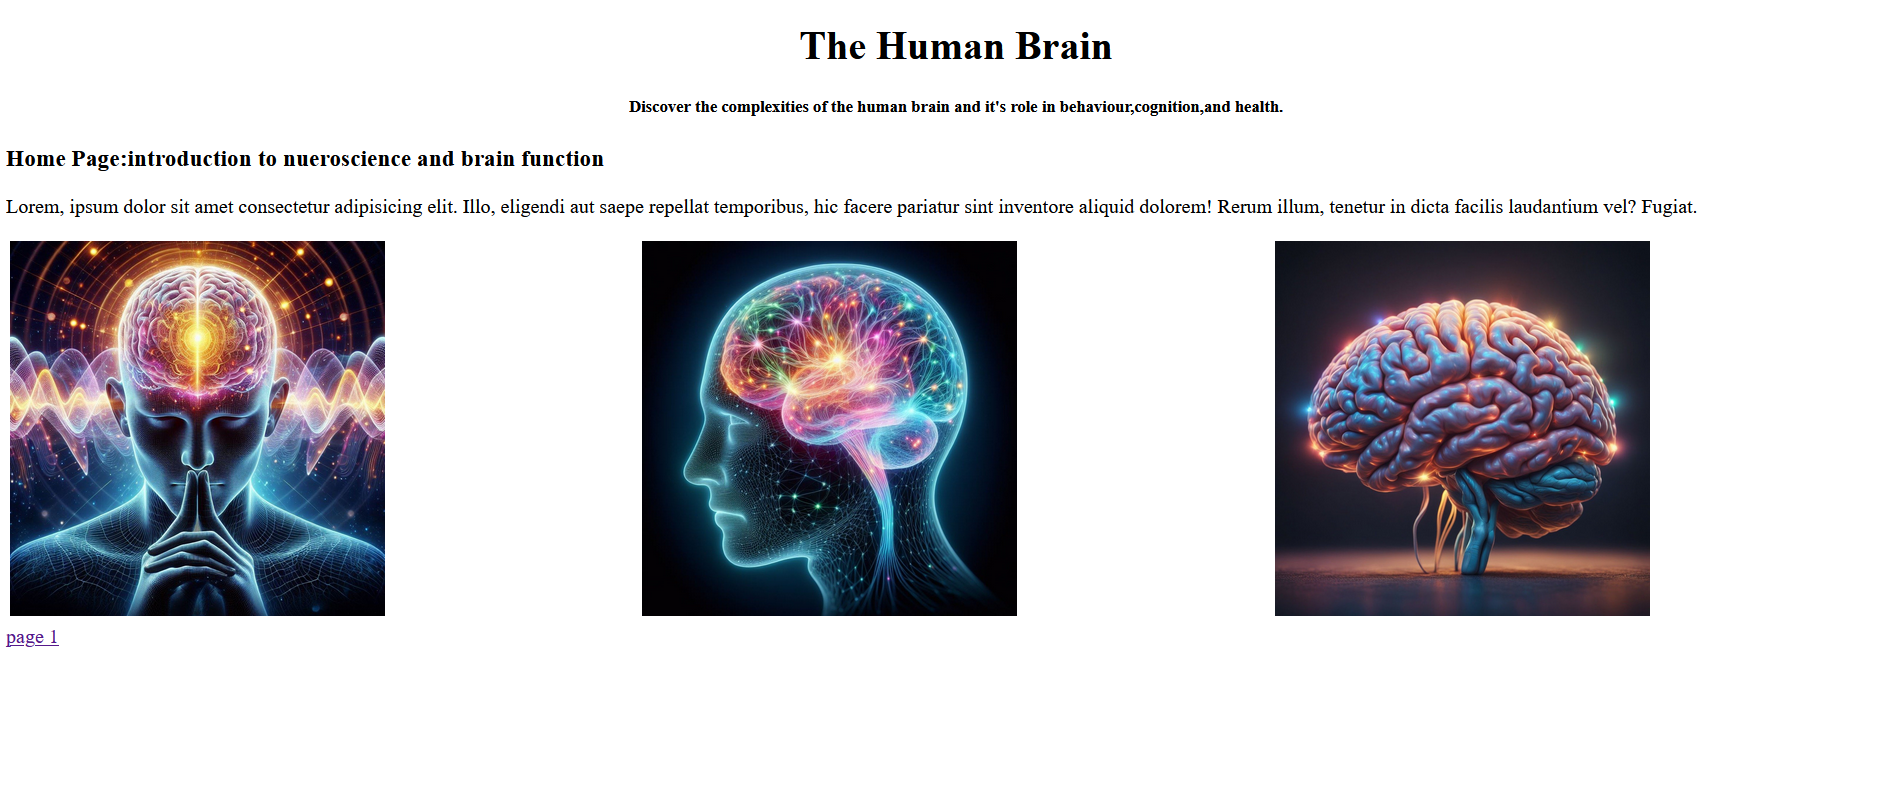 The Human Brain
Discover the complexities of the human brain and it's role in behaviour,cognition,and health.
Home Page:introduction to nueroscience and brain function
Lorem, ipsum dolor sit amet consectetur adipisicing elit. Illo, eligendi aut saepe repellat temporibus, hic facere pariatur sint inventore aliquid dolorem! Rerum illum, tenetur in dicta facilis laudantium vel? Fugiat.
page 1